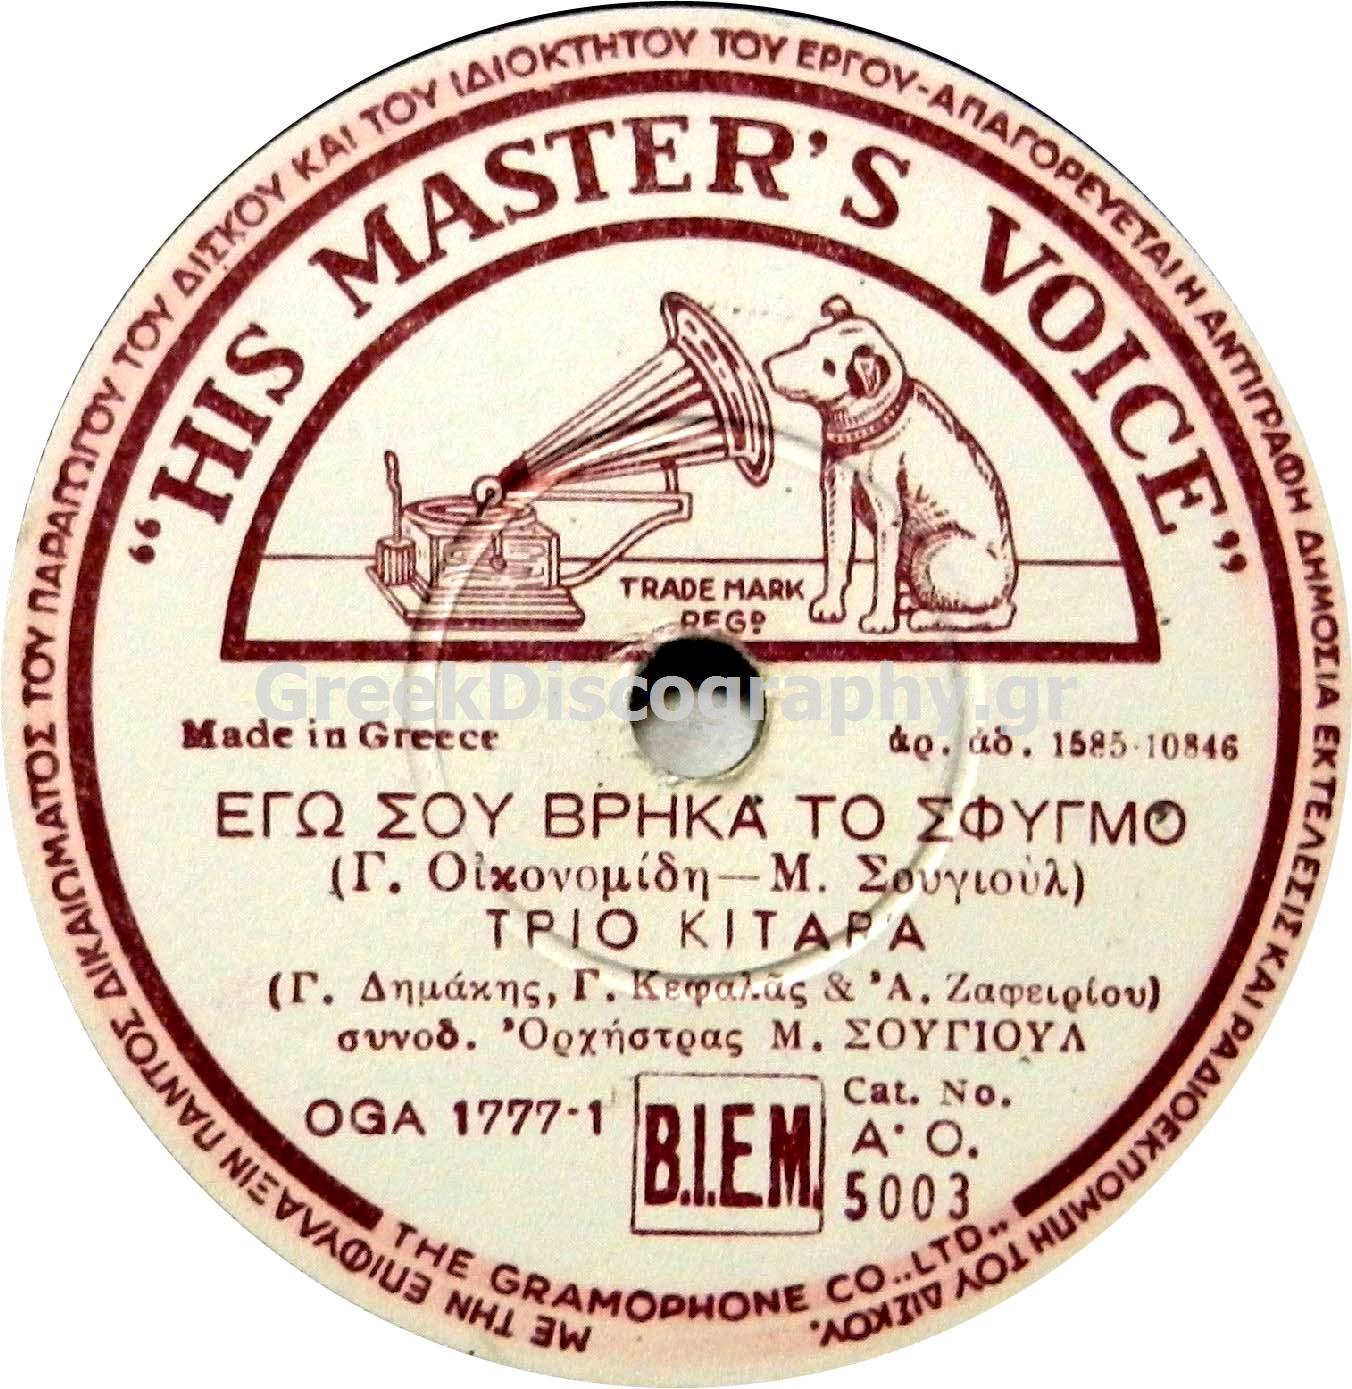 ΜΕ ΤΗΝ ΕΠΙΦΥΛΑΞΙΝ ΠΑΝΤΟΣ ΔΙΚΑΙΩΜΑΤΟΣ ΤΟΥ ΠΑΡΑΓΩΓΟΥ ΤΟΥ ΔΙΣΚΟΥ ΚΑΙ ΤΟΥ ΙΔΙΟΚΤΗΤΟΥ ΤΟΥ ΕΡΓΟΥ-ΑΠΑΓΟΡΕΥΕΤΑΙ Η ΑΝΤΙΓΡΑΦΗ ΔΗΜΟΣΙΑ ΕΚΤΕΛΕΣΙΣ ΚΑΙ ΡΑΔΙΟΕΚΠΟΜΠΗ ΤΟΥ ΔΙΣΚΟΥ.
“HIS MASTER'S VOICE”
TRADE MARK
REGD
GreekDiscography.gr
Made in Greece
ἀρ. ἀδ. 1585-10846
ΕΓΩ ΣΟΥ ΒΡΗΚΑ ΤΟ ΣΦΥΓΜΟ
(Γ. Οἰκονομίδη—Μ. Σουγιοὺλ)
ΤΡΙΟ ΚΙΤΑΡΑ
(Γ. Δημάκης, Γ. Κεφαλᾶς & Ἀ. Ζαφειρίου)
συνοδ. Ὀρχήστρας Μ. ΣΟΥΓΙΟΥΛ
OGA 1777-1
B.I.E.M.
Cat. No.
A. O.
5003
THE GRAMOPHONE CO., LTD.,